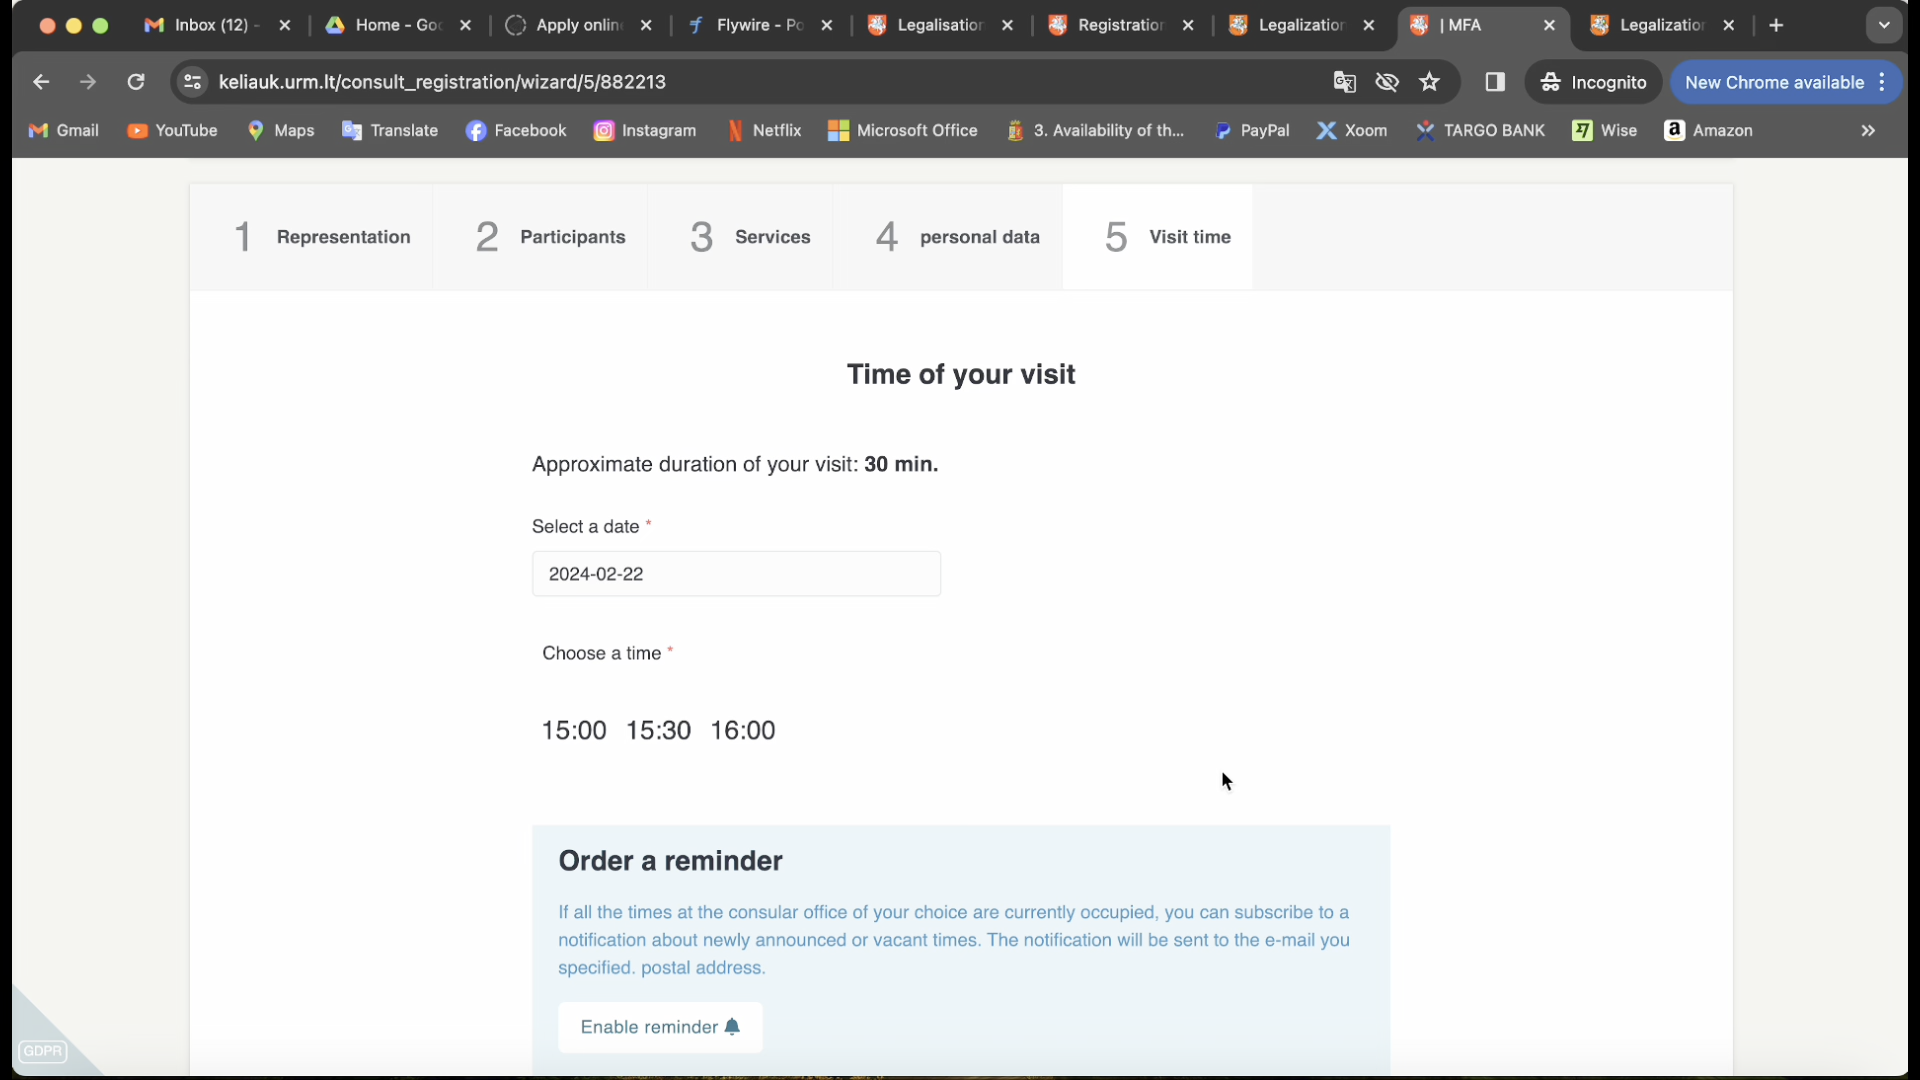 Inbox (12) -
Home - Goo
Apply onlin
Flywire - Po
Legalisation
Registration
Legalization
| MFA
Legalization
keliauk.urm.lt/consult_registration/wizard/5/882213
Incognito
New Chrome available
Gmail
YouTube
Maps
Translate
Facebook
Instagram
Netflix
Microsoft Office
3. Availability of th...
PayPal
Xoom
TARGO BANK
Wise
Amazon
1 Representation
2 Participants
3 Services
4 personal data
5 Visit time
Time of your visit
Approximate duration of your visit: 30 min.
Select a date *
2024-02-22
Choose a time *
15:00 15:30 16:00
Order a reminder
If all the times at the consular office of your choice are currently occupied, you can subscribe to a
notification about newly announced or vacant times. The notification will be sent to the e-mail you
specified. postal address.
Enable reminder
GDPR